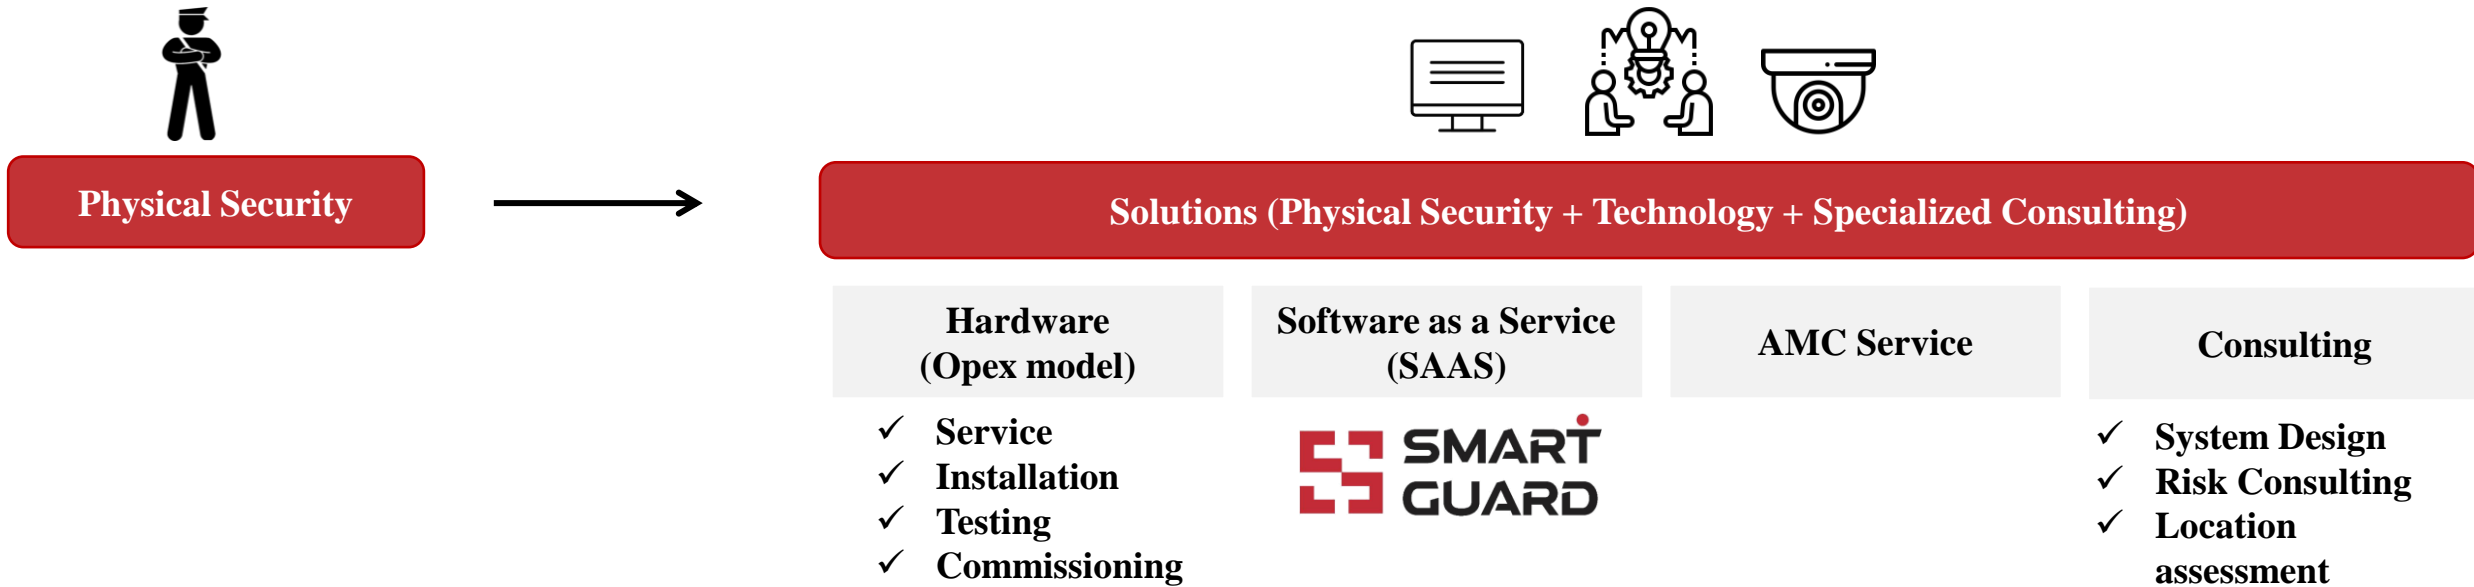 Physical Security
Solutions (Physical Security + Technology + Specialized Consulting)
Hardware
(Opex model)
✓ Service
✓ Installation
✓ Testing
✓ Commissioning
Software as a Service
(SAAS)
SMART
GUARD
AMC Service
Consulting
✓ System Design
✓ Risk Consulting
✓ Location
assessment